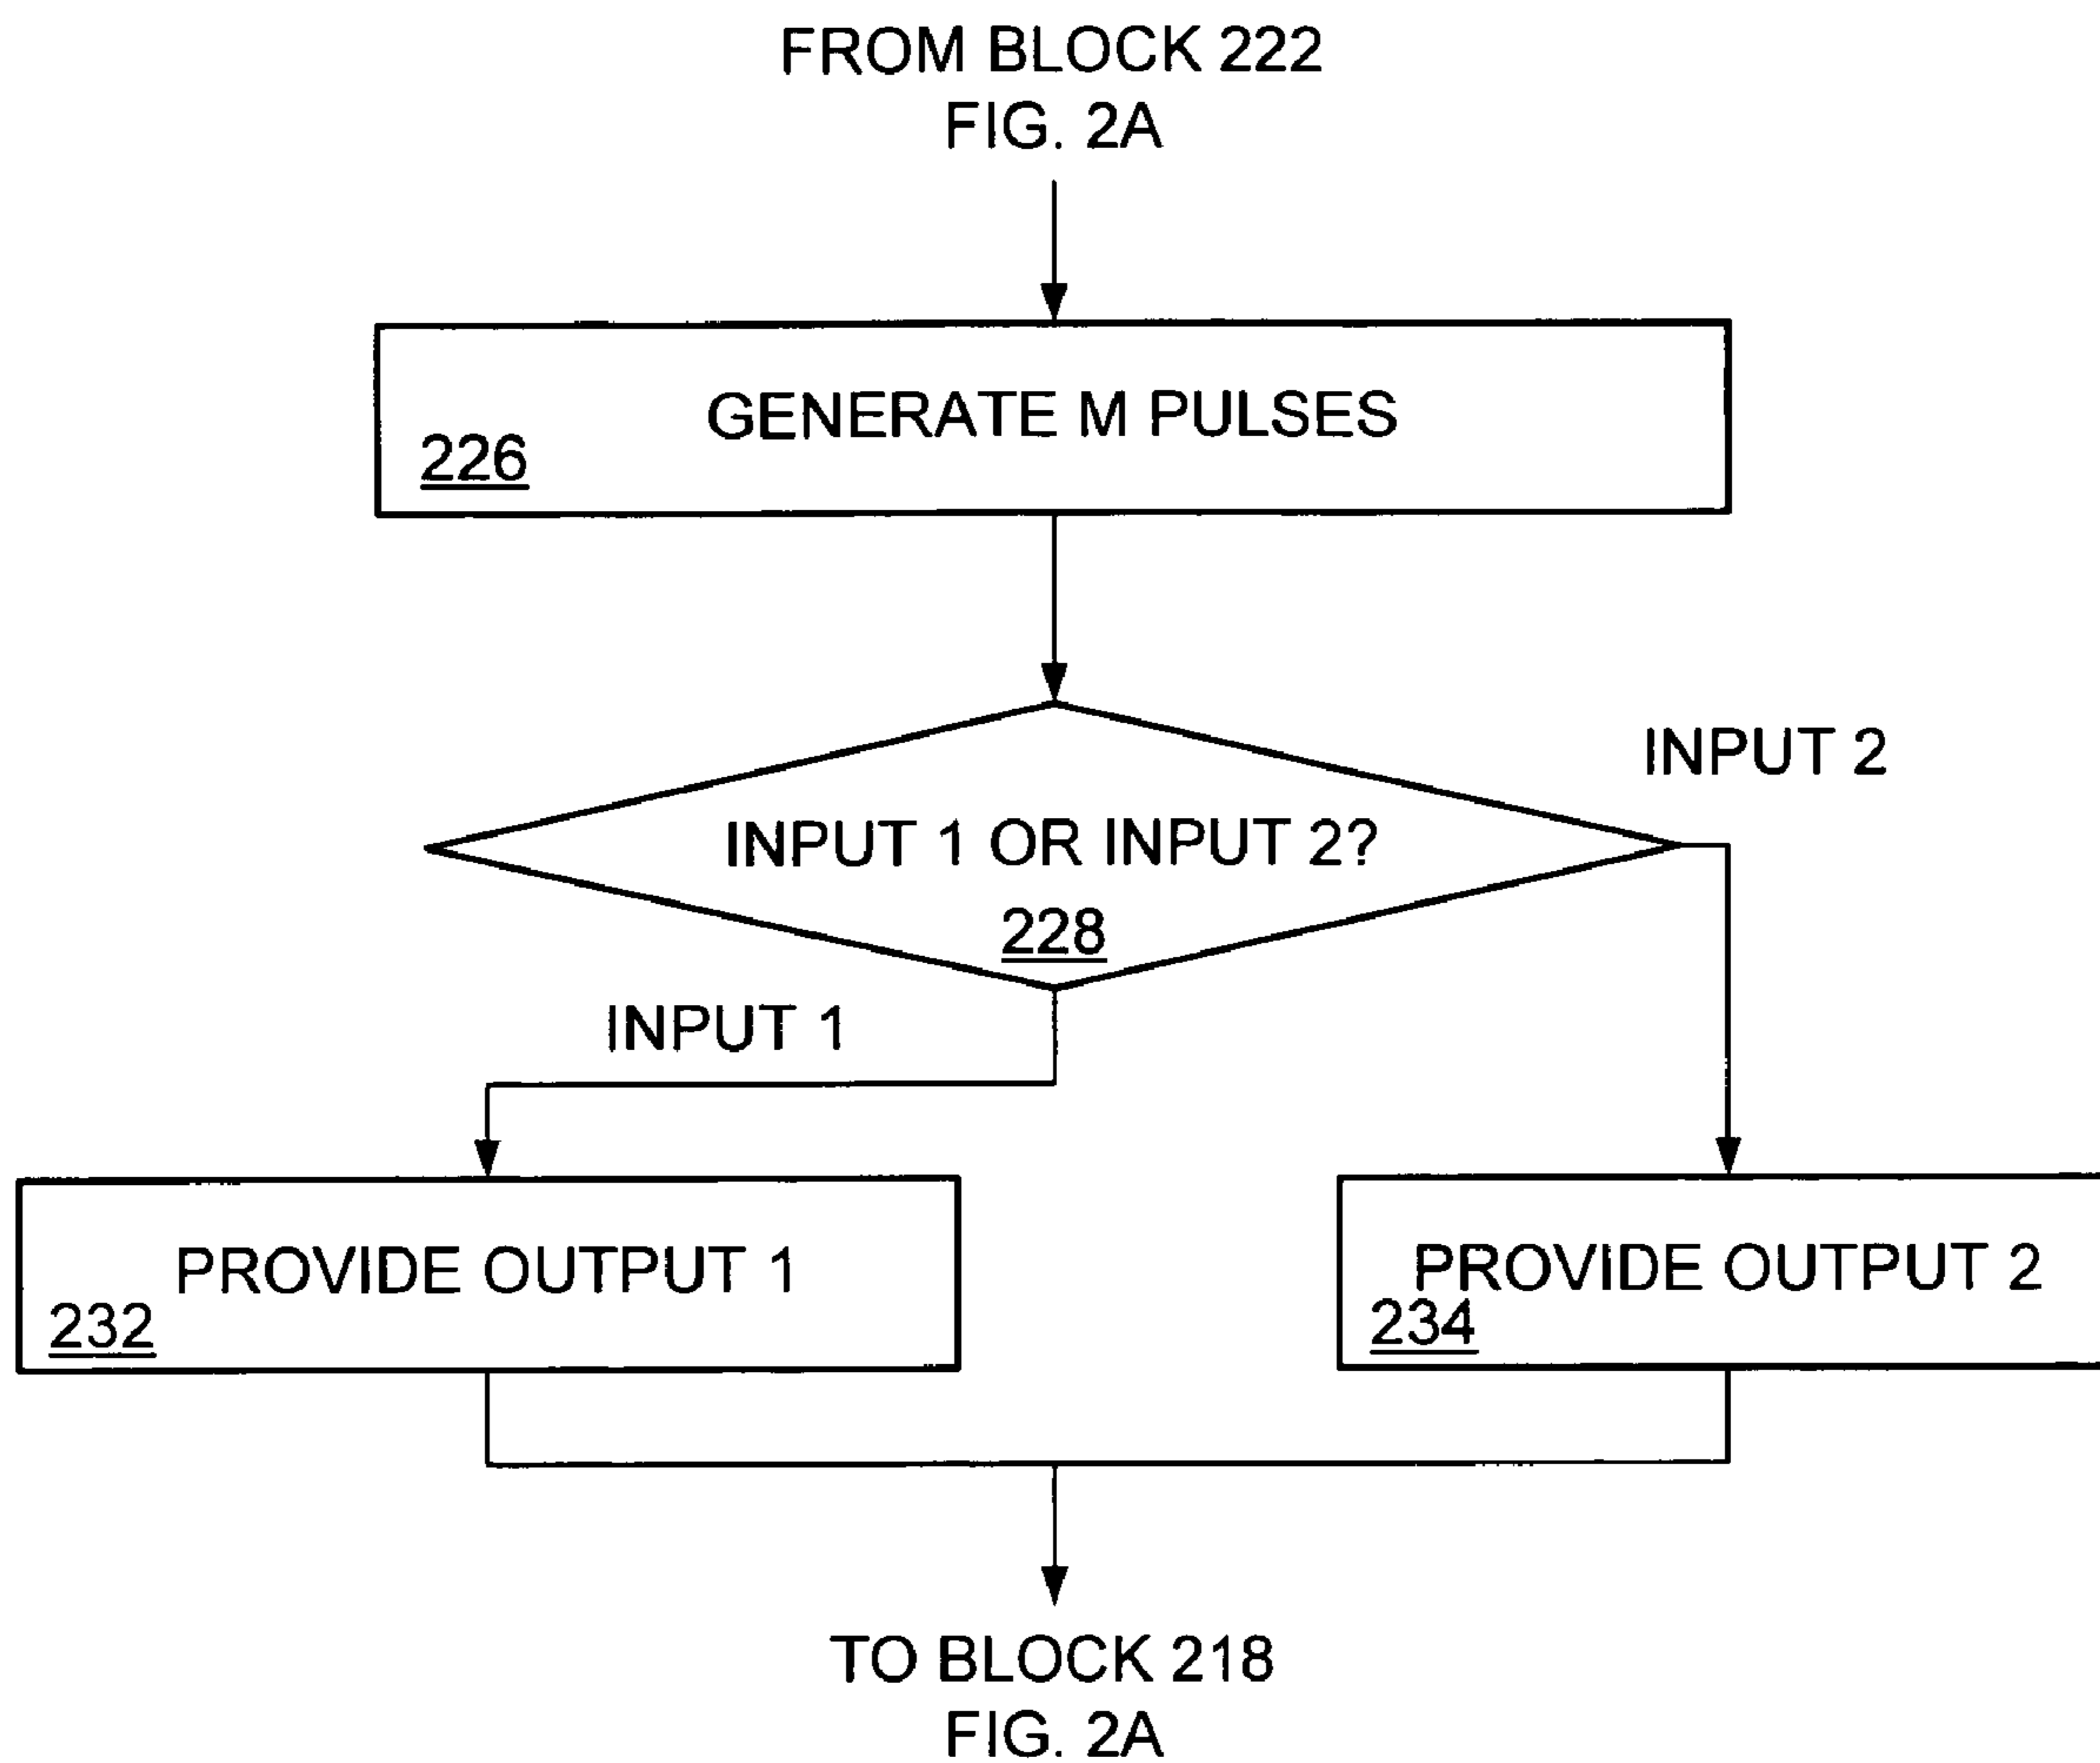 FROM BLOCK 222
FIG. 2A
GENERATE M PULSES
226
INPUT 2
INPUT 1 OR INPUT 2?
228
INPUT 1
PROVIDE OUTPUT 1
232
PROVIDE OUTPUT 2
234
TO BLOCK 218
FIG. 2A